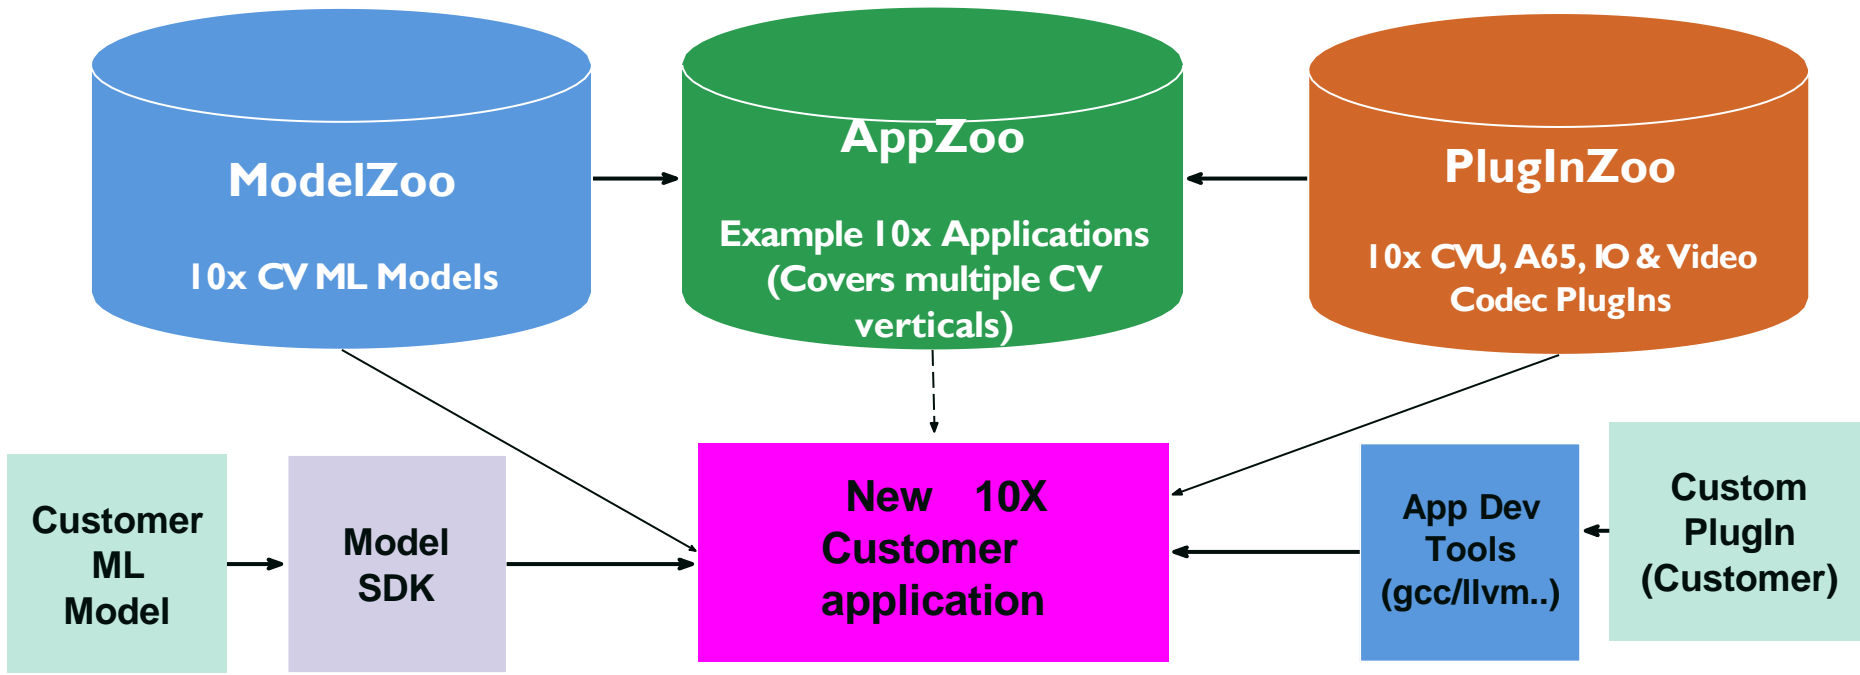 ModelZoo
10x CV ML Models
AppZoo
Example 10x Applications
(Covers multiple CV
verticals)
PlugInZoo
10x CVU, A65, IO & Video
Codec PlugIns
Customer
ML
Model
Model
SDK
New 10X
Customer
application
App Dev
Tools
(gcc/llvm..)
Custom
PlugIn
(Customer)